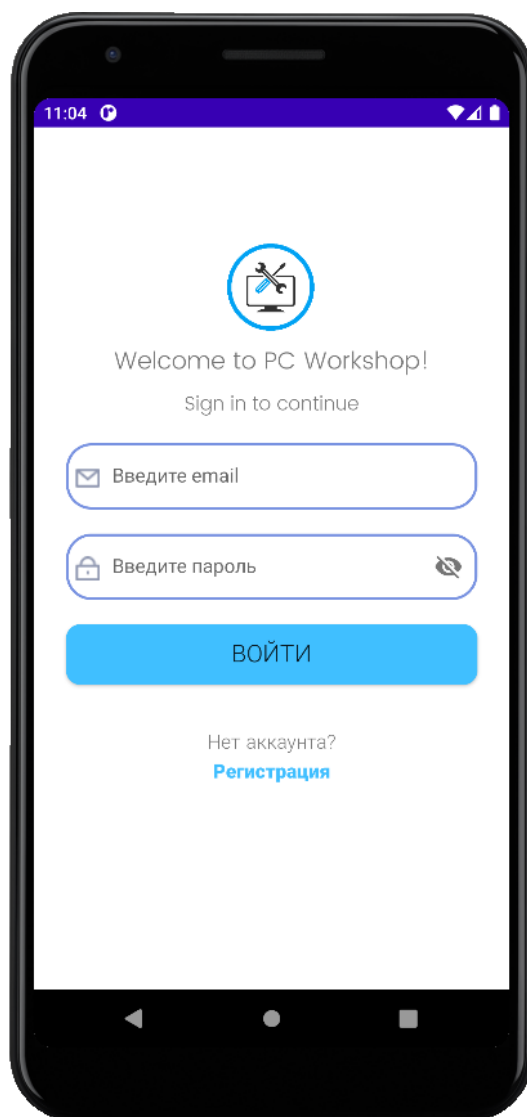 11:04
Welcome to PC Workshop!
Sign in to continue
Введите email
Введите пароль
ВОЙТИ
Нет аккаунта?
Регистрация